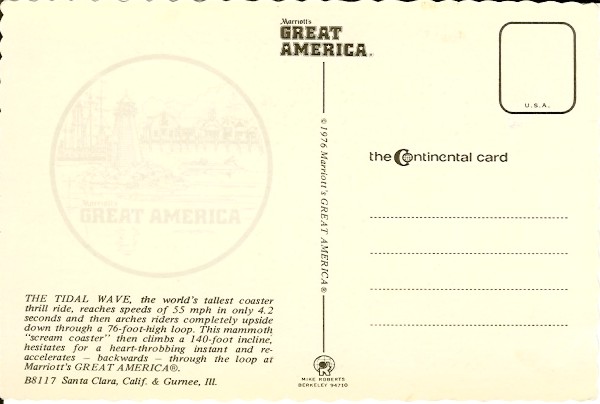 Marriott's
GREAT
AMERICA®
U.S.A.
© 1976 Marriott's GREAT AMERICA®
the Continental card
Marriott's
GREAT AMERICA
THE TIDAL WAVE, the world's tallest coaster
thrill ride, reaches speeds of 55 mph in only 4.2
seconds and then arches riders completely upside
down through a 76-foot-high loop. This mammoth
"scream coaster" then climbs a 140-foot incline,
hesitates for a heart-throbbing instant and re-
accelerates – backwards – through the loop at
Marriott's GREAT AMERICA®.
B8117 Santa Clara, Calif. & Gurnee, Ill.
MIKE ROBERTS
BERKELEY 94710